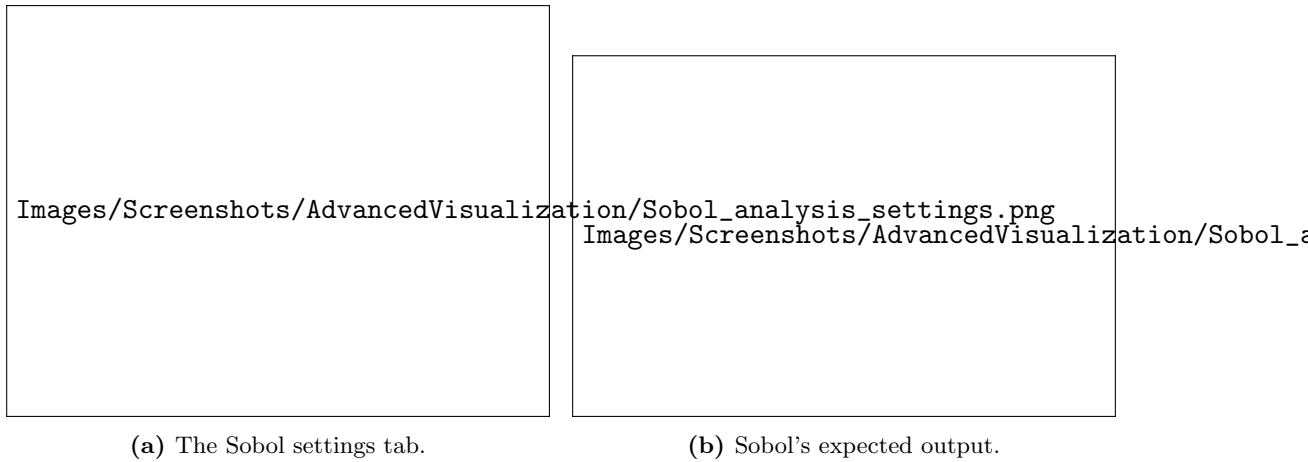 Images/Screenshots/AdvancedVisualization/Sobol_analysis_settings.png
Images/Screenshots/AdvancedVisualization/Sobol_a
(a) The Sobol settings tab.
(b) Sobol's expected output.